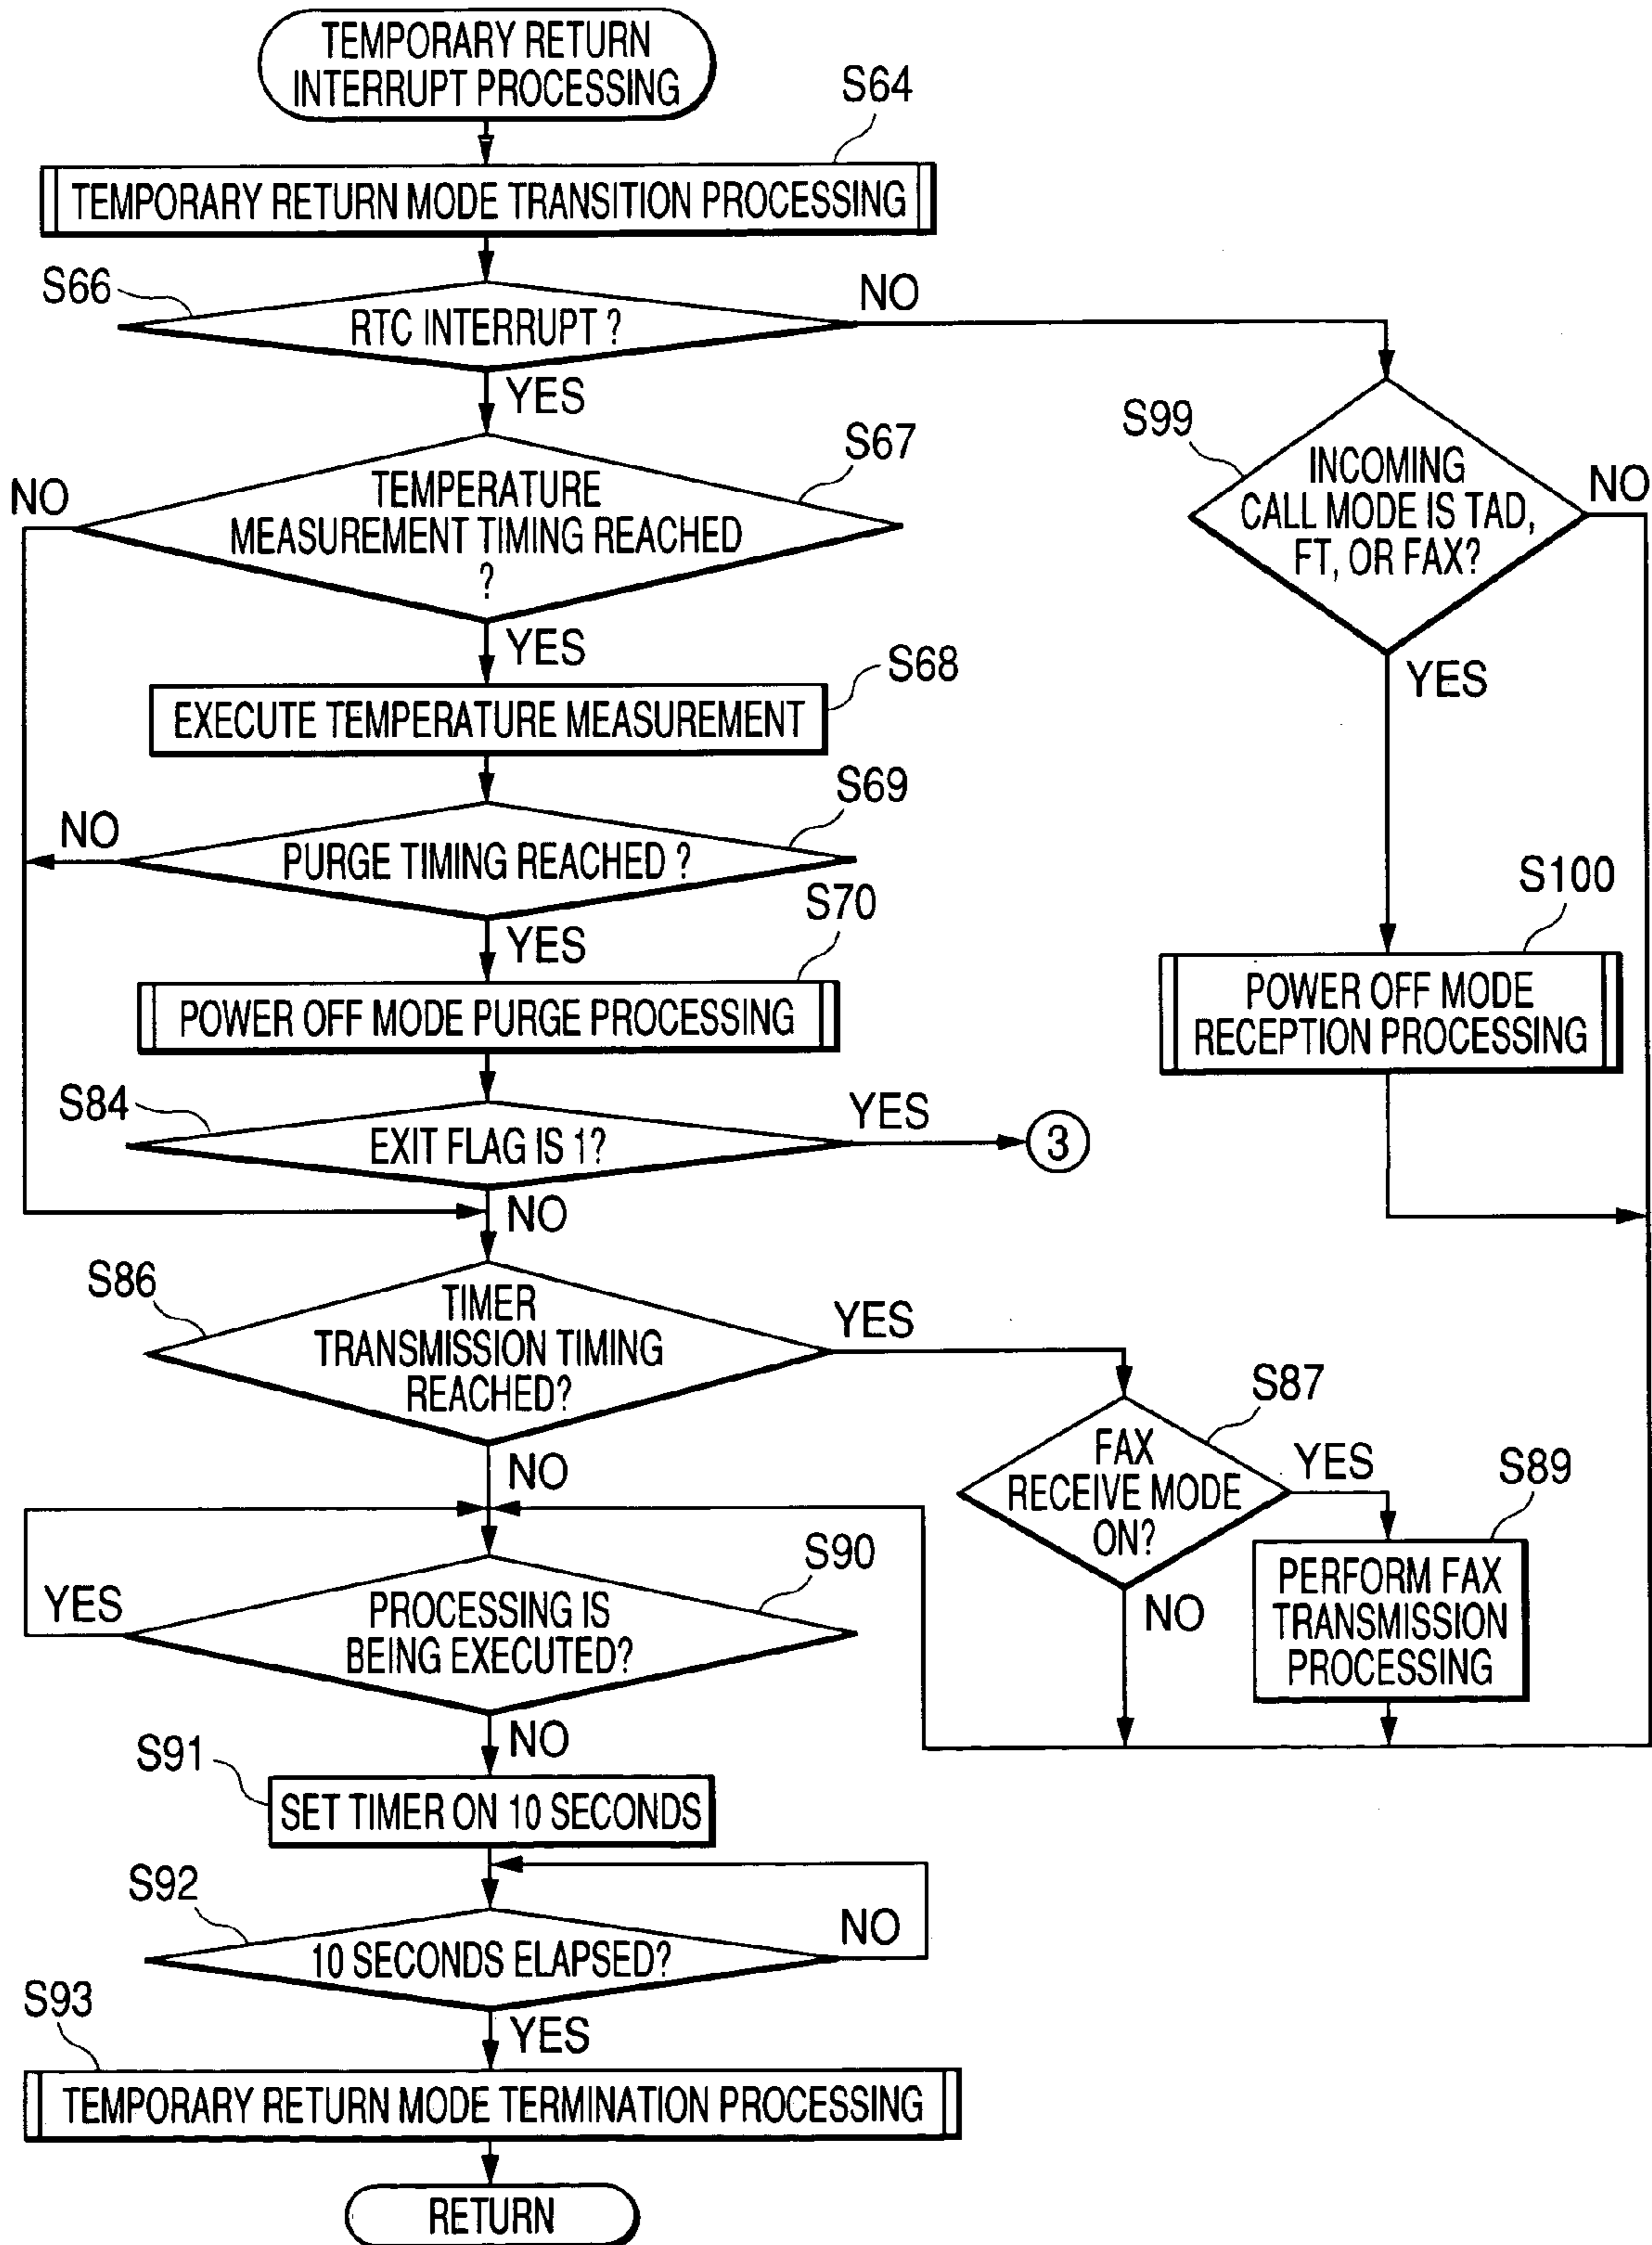 TEMPORARY RETURN
INTERRUPT PROCESSING
S64
TEMPORARY RETURN MODE TRANSITION PROCESSING
S66
RTC INTERRUPT ?
NO
YES
S67
NO
TEMPERATURE
MEASUREMENT TIMING REACHED
?
YES
S99
INCOMING
CALL MODE IS TAD,
FT, OR FAX?
NO
YES
S68
EXECUTE TEMPERATURE MEASUREMENT
S69
NO
PURGE TIMING REACHED ?
YES
S70
POWER OFF MODE PURGE PROCESSING
S100
POWER OFF MODE
RECEPTION PROCESSING
S84
EXIT FLAG IS 1?
YES
3
NO
S86
TIMER
TRANSMISSION TIMING
REACHED?
YES
NO
S87
FAX
RECEIVE MODE
ON?
YES
NO
S89
PERFORM FAX
TRANSMISSION
PROCESSING
S90
YES
PROCESSING IS
BEING EXECUTED?
NO
S91
SET TIMER ON 10 SECONDS
S92
10 SECONDS ELAPSED?
NO
YES
S93
TEMPORARY RETURN MODE TERMINATION PROCESSING
RETURN